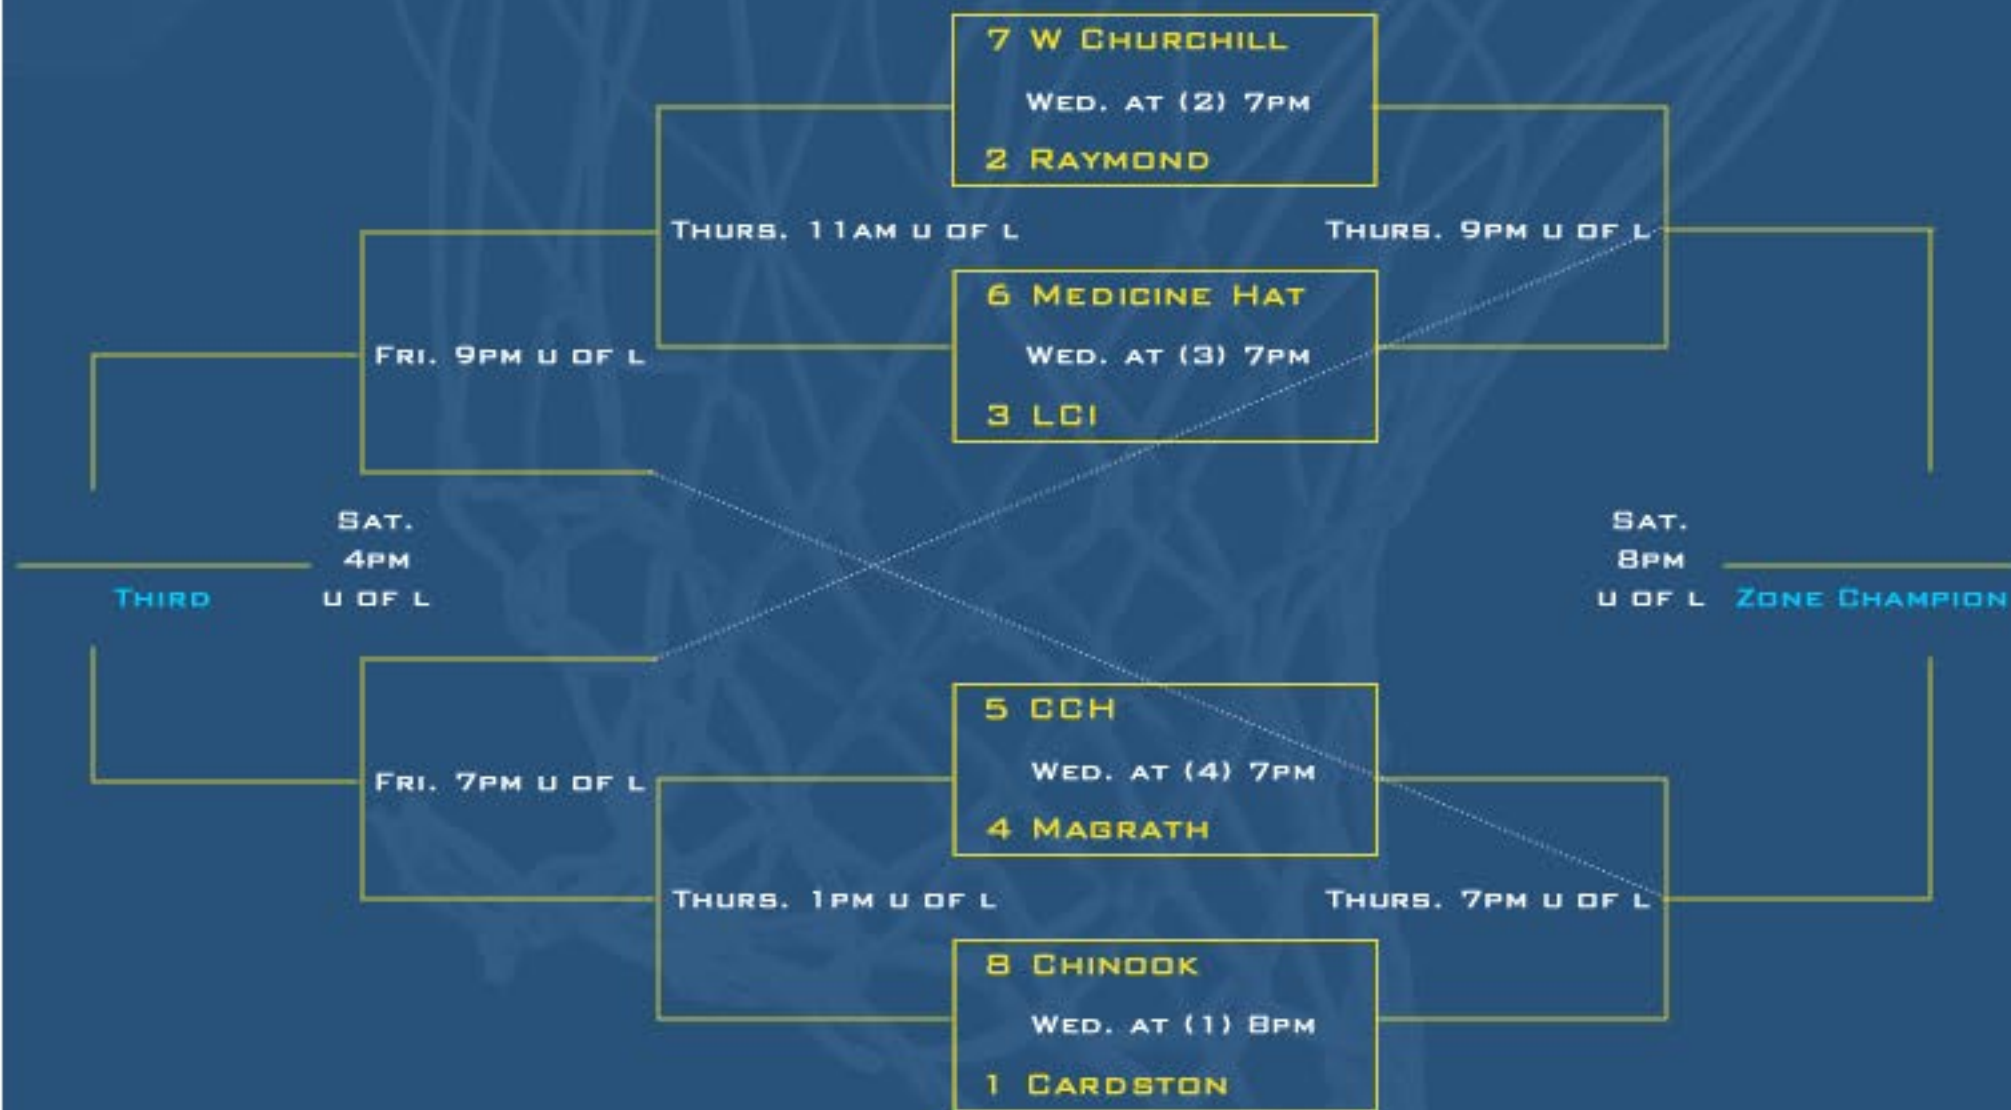 7 W CHURCHILL
WED. AT (2) 7PM
2 RAYMOND
THURS. 11AM U OF L
THURS. 9PM U OF L
6 MEDICINE HAT
WED. AT (3) 7PM
3 LCI
FRI. 9PM U OF L
SAT.
4PM
U OF L
THIRD
SAT.
8PM
U OF L
ZONE CHAMPION
5 CCH
WED. AT (4) 7PM
4 MAGRATH
FRI. 7PM U OF L
THURS. 1PM U OF L
THURS. 7PM U OF L
8 CHINOOK
WED. AT (1) 8PM
1 CARDSTON